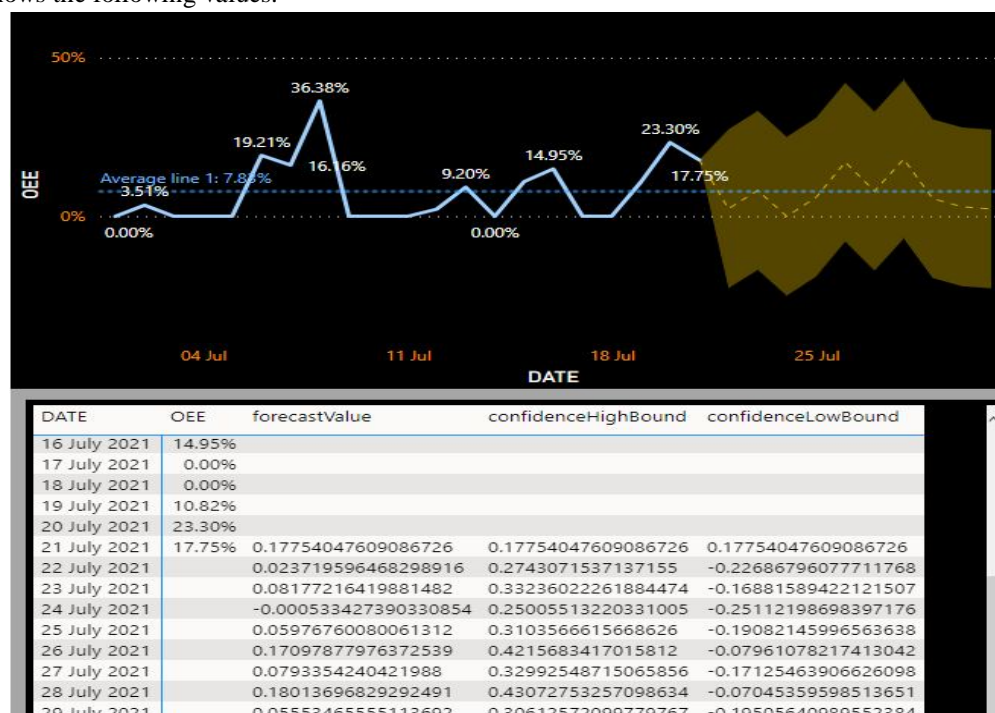 50%
36.38%
19.21%
16.16%
23.30%
14.95%
9.20%
17.75%
Average line 1: 7.83%
3.51%
OEE
0%
0.00%
0.00%
04 Jul
11 Jul
18 Jul
25 Jul
DATE
DATE OEE forecastValue confidenceHighBound confidenceLowBound
16 July 2021 14.95%
17 July 2021 0.00%
18 July 2021 0.00%
19 July 2021 10.82%
20 July 2021 23.30%
21 July 2021 17.75% 0.17754047609086726 0.17754047609086726 0.17754047609086726
22 July 2021 0.023719596468298916 0.2743071537137155 -0.22686796077711768
23 July 2021 0.08177216419881482 0.33236022261884474 -0.16881589422121507
24 July 2021 -0.0005334273903308​54 0.25005513220331005 -0.25112198698397176
25 July 2021 0.05976760080061312 0.3103566615668626 -0.19082145996563638
26 July 2021 0.17097877976372539 0.4215683417015812 -0.07961078217413042
27 July 2021 0.0793354240421988 0.32992548715065856 -0.17125463906626098
28 July 2021 0.18013696829292491 0.43072753257098634 -0.07045359598513651